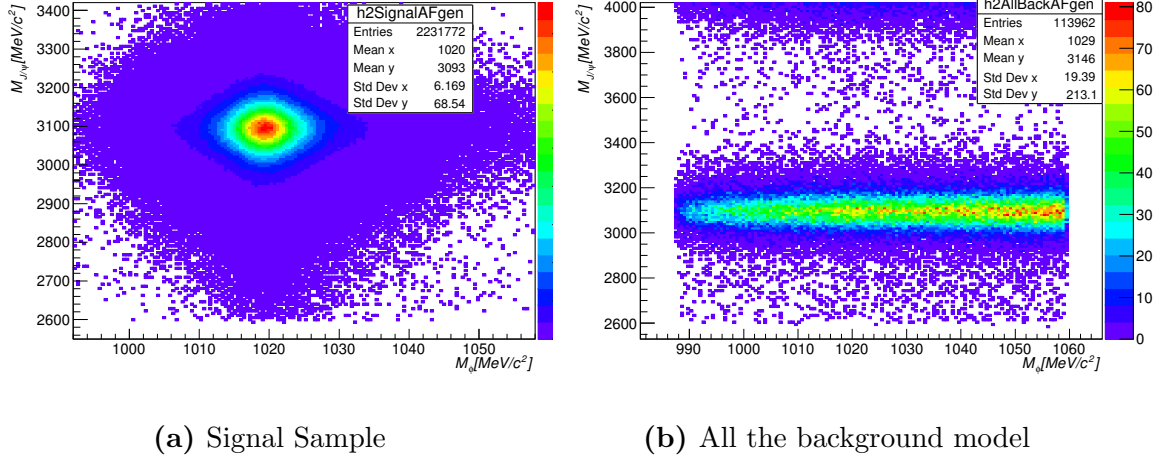 M_{J/ψ}[MeV/c²]
3400
3300
3200
3100
3000
2900
2800
2700
2600
1000 1010 1020 1030 1040 1050
M_ϕ[MeV/c²]
h2SignalAFgen
Entries 2231772
Mean x 1020
Mean y 3093
Std Dev x 6.169
Std Dev y 68.54
(a) Signal Sample
M_{J/ψ}[MeV/c²]
4000
3800
3600
3400
3200
3000
2800
2600
990 1000 1010 1020 1030 1040 1050 1060
M_ϕ[MeV/c²]
h2AllBackAFgen
Entries 113962
Mean x 1029
Mean y 3146
Std Dev x 19.39
Std Dev y 213.1
80
70
60
50
40
30
20
10
0
(b) All the background model